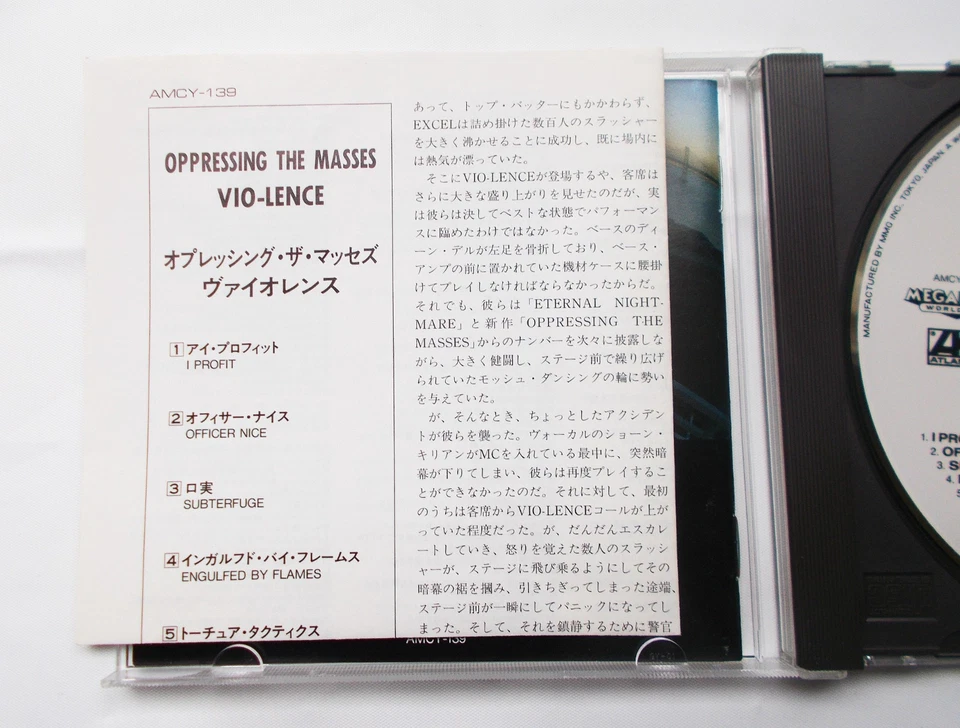 AMCY-139
OPPRESSING THE MASSES
VIO-LENCE
オプレッシング・ザ・マッセズ
ヴァイオレンス
1 アイ・プロフィット
I PROFIT
2 オフィサー・ナイス
OFFICER NICE
3 口実
SUBTERFUGE
4 インガルフド・バイ・フレームス
ENGULFED BY FLAMES
5 トーチュア・タクティクス
あって、トップ・バッターにもかかわらず、
EXCELは詰め掛けた数百人のスラッシャー
を大きく沸かせることに成功し、既に場内に
は熱気が漂っていた。
そこにVIO-LENCEが登場するや、客席は
さらに大きな盛り上がりを見せたのだが、実
は彼らは決してベストな状態でパフォーマン
スに臨めたわけではなかった。ベースのディ
ーン・デルが左足を骨折しており、ベース・
アンプの前に置かれていた機材ケースに腰掛
けてプレイしなければならなかったからだ。
それでも、彼らは「ETERNAL NIGHT-
MARE」と新作「OPPRESSING THE
MASSES」からのナンバーを次々に披露しな
がら、大きく健闘し、ステージ前で繰り広げ
られていたモッシュ・ダンシングの輪に勢い
を与えていた。
が、そんなとき、ちょっとしたアクシデン
トが彼らを襲った。ヴォーカルのショーン・
キリアンがMCを入れている最中に、突然暗
幕が下りてしまい、彼らは再度プレイするこ
とができなかったのだ。それに対して、最初
のうちは客席からVIO-LENCEコールが上が
っていた程度だった。が、だんだんエスカレ
ートしていき、怒りを覚えた数人のスラッシ
ャーが、ステージに飛び乗るようにしてその
暗幕の裾を摑み、引きちぎってしまった途端、
ステージ前が一瞬にしてパニックになってし
まった。そして、それを鎮静するために警官
AMCY-139
MANUFACTURED BY MMG INC. TOKYO, JAPAN
AMCY
MEGA
WORL
ATLAN
1. I PRO
2. OF
3. S
4.
5